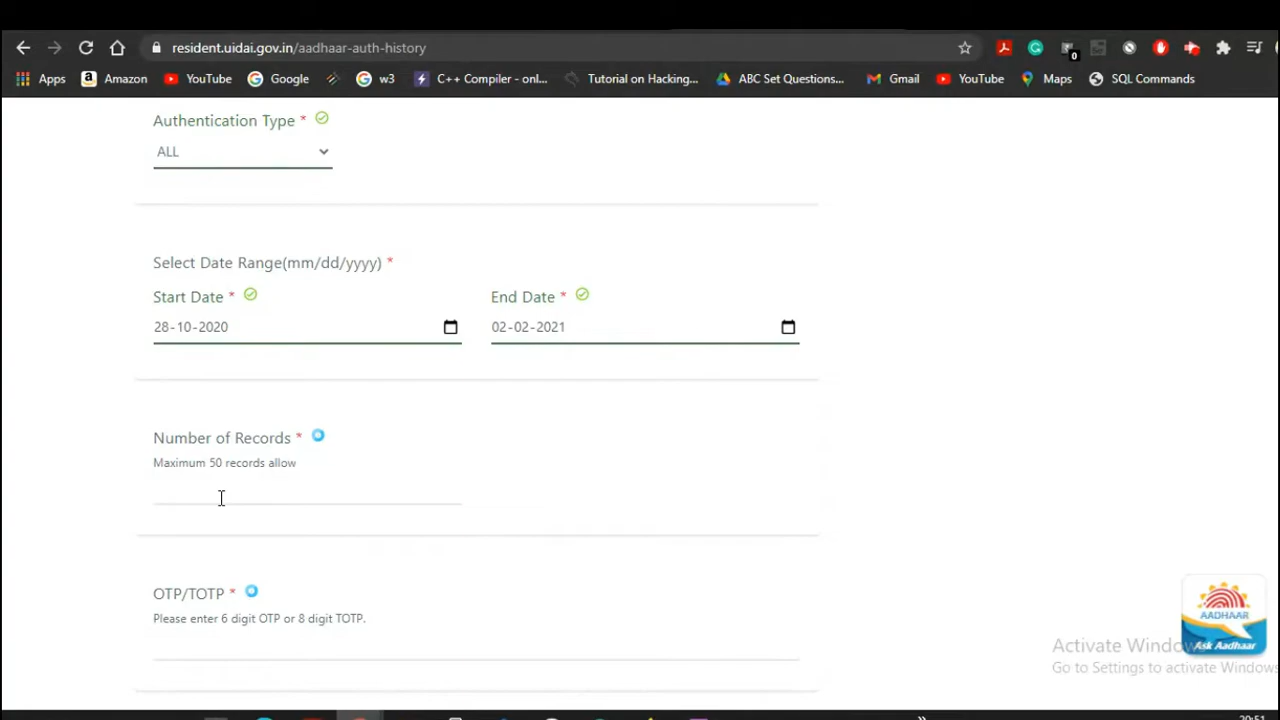 resident.uidai.gov.in/aadhaar-auth-history
0
Apps Amazon YouTube Google w3 C++ Compiler - onl... Tutorial on Hacking... ABC Set Questions... Gmail YouTube Maps SQL Commands
Authentication Type *
ALL
Select Date Range(mm/dd/yyyy) *
Start Date * End Date *
28-10-2020 02-02-2021
Number of Records *
Maximum 50 records allow
OTP/TOTP *
Please enter 6 digit OTP or 8 digit TOTP.
AADHAAR
Ask Aadhaar
Activate Windows
Go to Settings to activate Windows